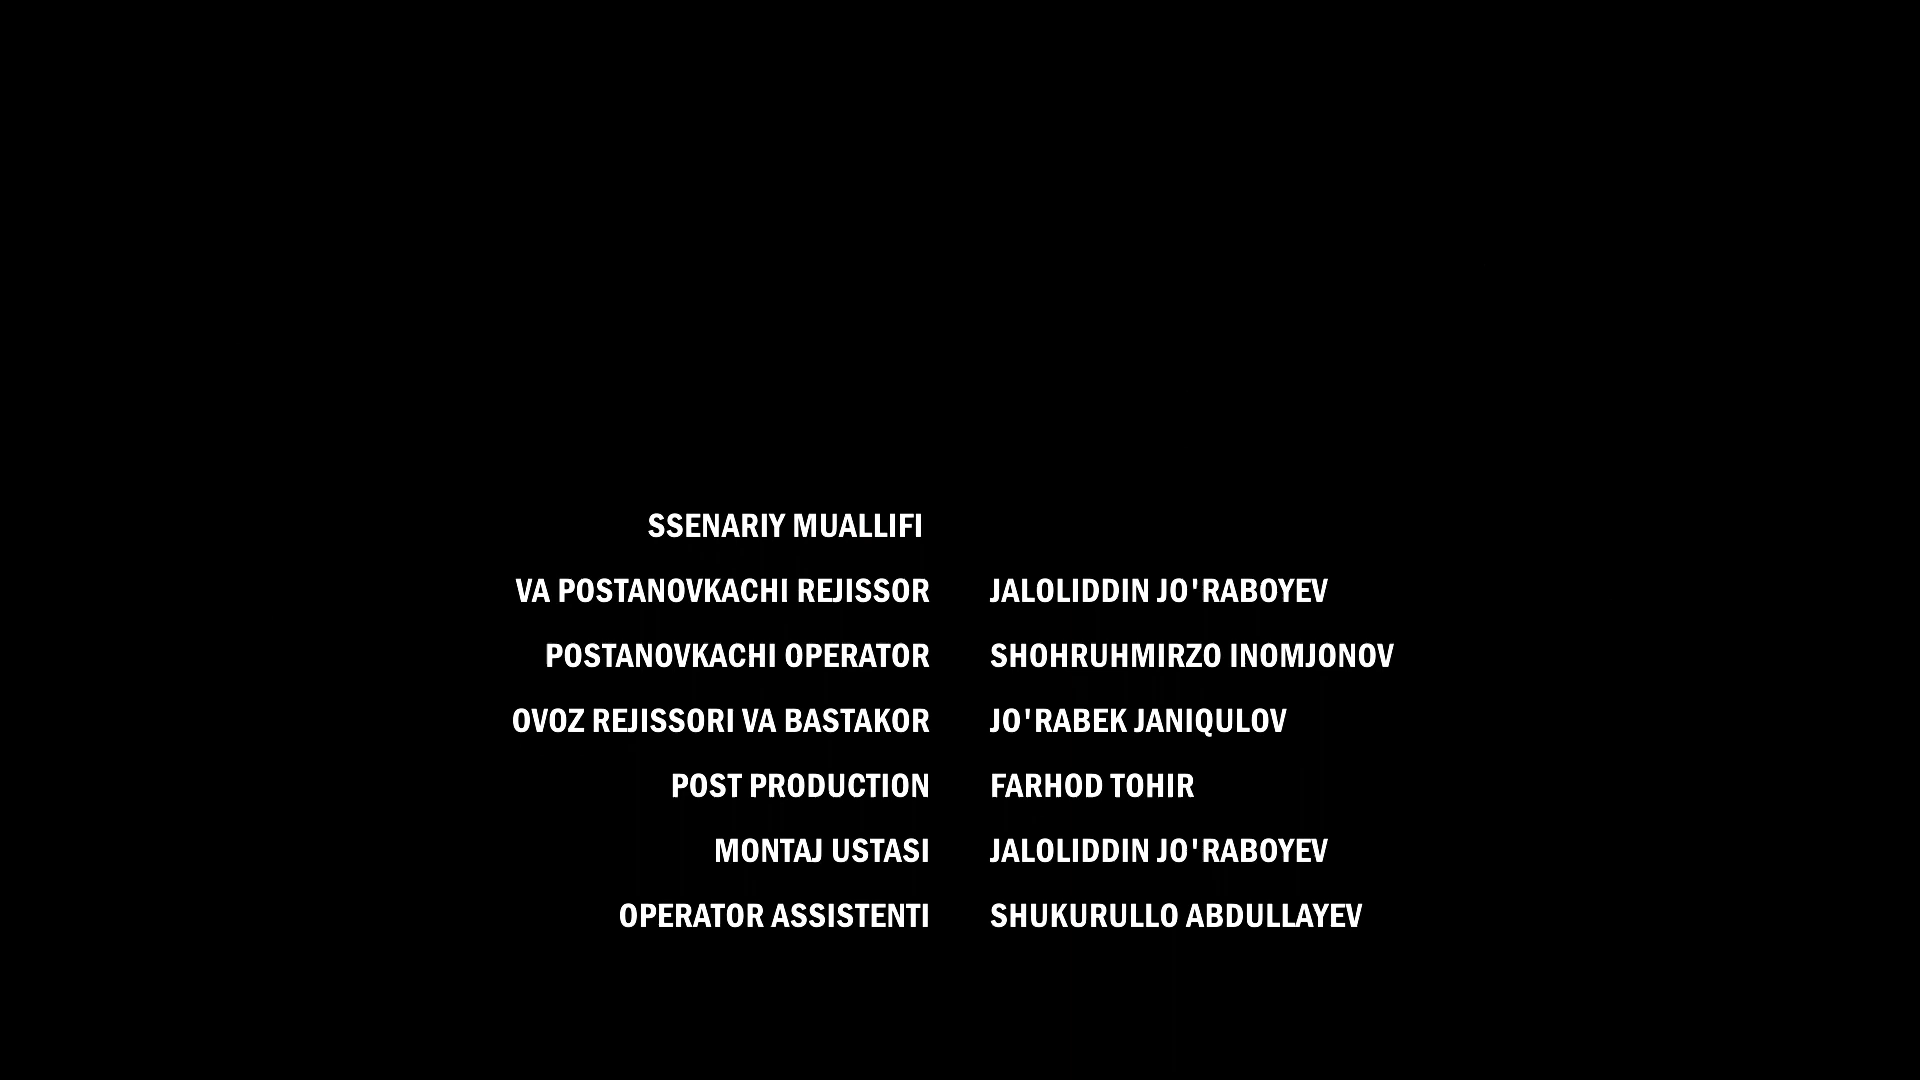 SSENARIY MUALLIFI
VA POSTANOVKACHI REJISSOR JALOLIDDIN JO'RABOYEV
POSTANOVKACHI OPERATOR SHOHRUHMIRZO INOMJONOV
OVOZ REJISSORI VA BASTAKOR JO'RABEK JANIQULOV
POST PRODUCTION FARHOD TOHIR
MONTAJ USTASI JALOLIDDIN JO'RABOYEV
OPERATOR ASSISTENTI SHUKURULLO ABDULLAYEV